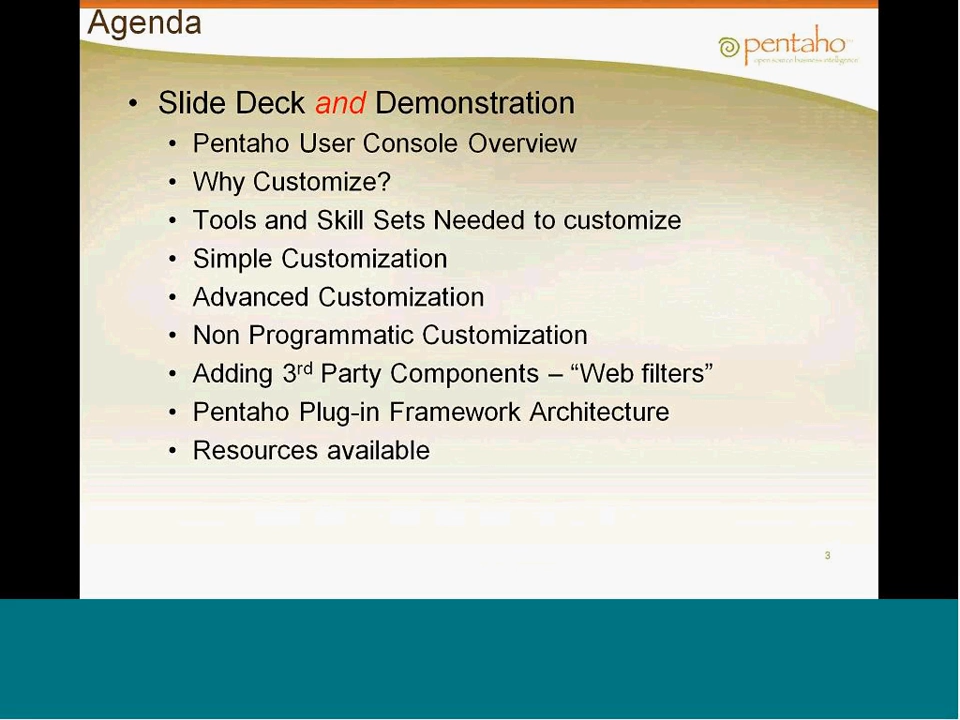 Agenda
pentaho
open source business intelligence
• Slide Deck and Demonstration
• Pentaho User Console Overview
• Why Customize?
• Tools and Skill Sets Needed to customize
• Simple Customization
• Advanced Customization
• Non Programmatic Customization
• Adding 3rd Party Components – “Web filters”
• Pentaho Plug-in Framework Architecture
• Resources available
3